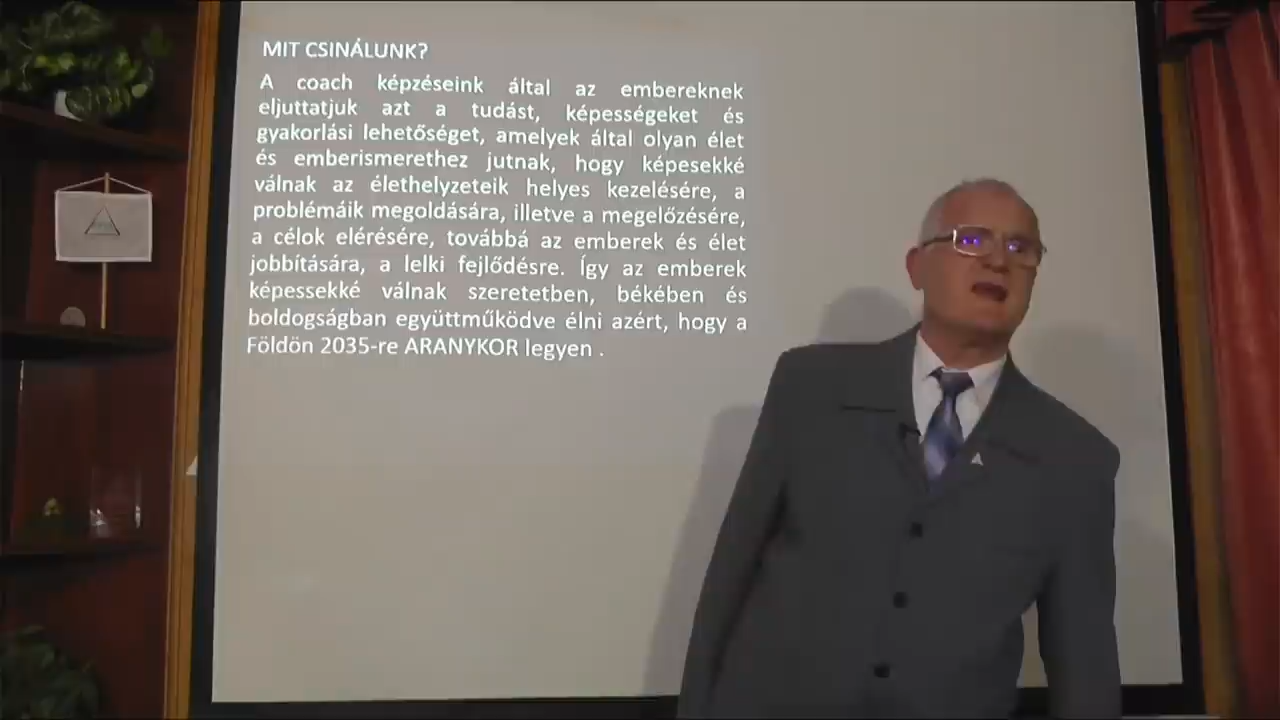 MIT CSINÁLUNK?
A coach képzéseink által az embereknek
eljuttatjuk azt a tudást, képességeket és
gyakorlási lehetőséget, amelyek által olyan élet
és emberismerethez jutnak, hogy képesekké
válnak az élethelyzeteik helyes kezelésére, a
problémáik megoldására, illetve a megelőzésére,
a célok elérésére, továbbá az emberek és élet
jobbítására, a lelki fejlődésre. Így az emberek
képessekké válnak szeretetben, békében és
boldogságban együttműködve élni azért, hogy a
Földön 2035-re ARANYKOR legyen .